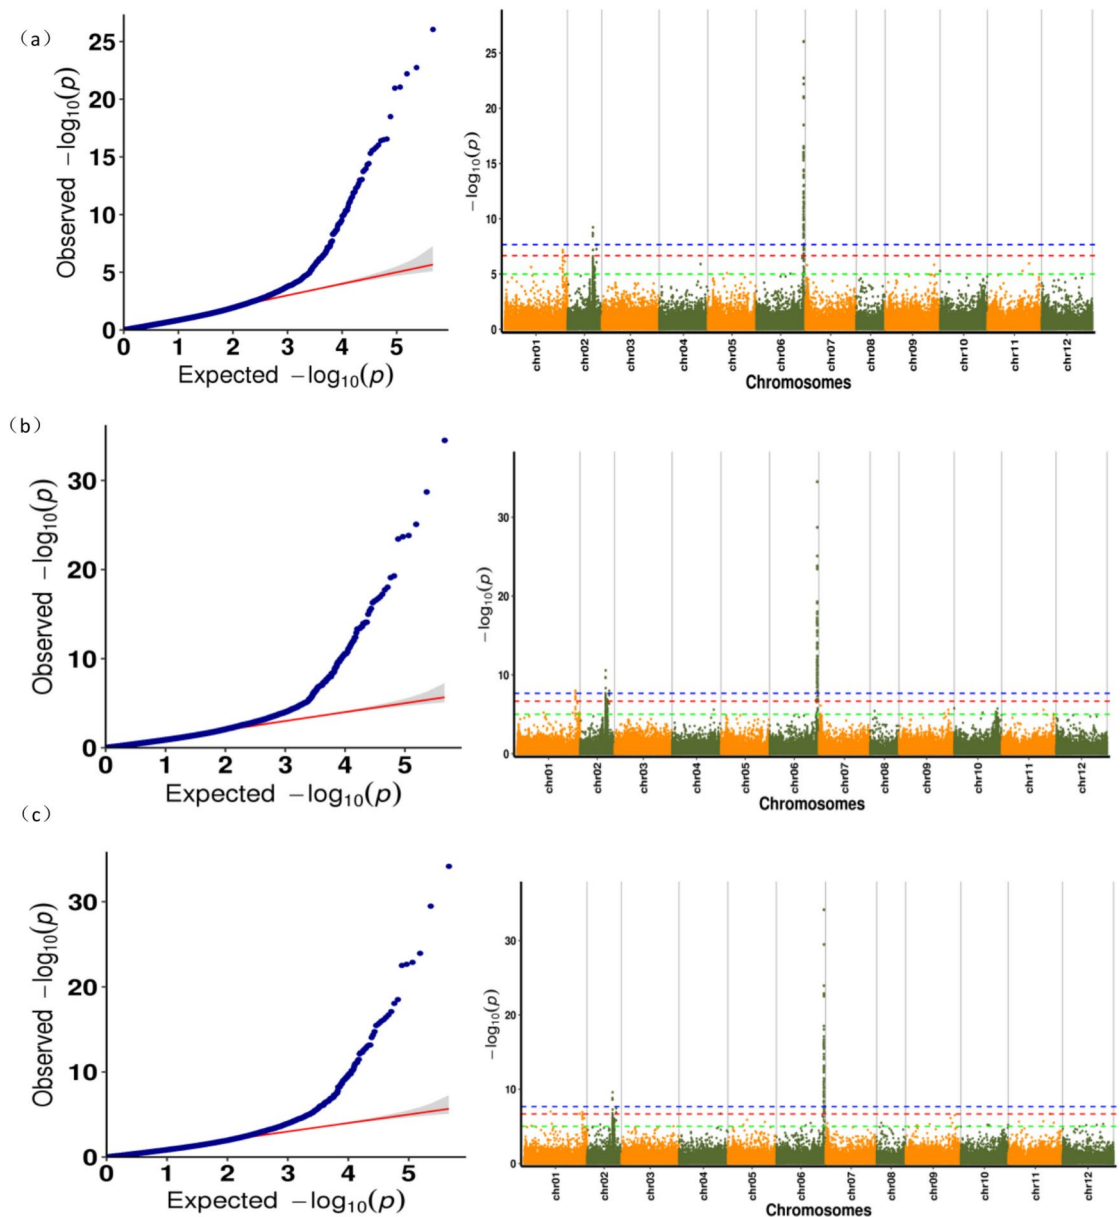 （a）
25
20
15
10
5
0
Observed −log10(p)
0 1 2 3 4 5
Expected −log10(p)
25
20
15
10
5
0
−log10(p)
chr01 chr02 chr03 chr04 chr05 chr06 chr07 chr08 chr09 chr10 chr11 chr12
Chromosomes
（b）
30
20
10
0
Observed −log10(p)
0 1 2 3 4 5
Expected −log10(p)
30
20
10
0
−log10(p)
chr01 chr02 chr03 chr04 chr05 chr06 chr07 chr08 chr09 chr10 chr11 chr12
Chromosomes
（c）
30
20
10
0
Observed −log10(p)
0 1 2 3 4 5
Expected −log10(p)
30
20
10
0
−log10(p)
chr01 chr02 chr03 chr04 chr05 chr06 chr07 chr08 chr09 chr10 chr11 chr12
Chromosomes